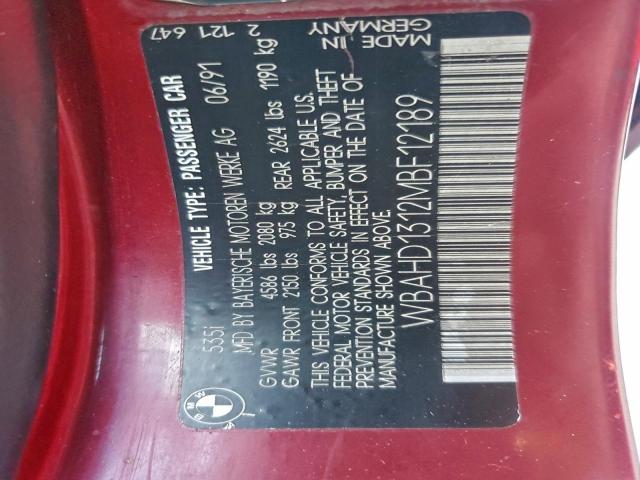 BMW
535i
VEHICLE TYPE: PASSENGER CAR
MFD BY BAYERISCHE MOTOREN WERKE AG 06/91
GVWR 4586 lbs 2080 kg
GAWR FRONT 2150 lbs 975 kg REAR 2624 lbs 1190 kg
THIS VEHICLE CONFORMS TO ALL APPLICABLE U.S.
FEDERAL MOTOR VEHICLE SAFETY, BUMPER AND THEFT
PREVENTION STANDARDS IN EFFECT ON THE DATE OF
MANUFACTURE SHOWN ABOVE.
WBAHD1312MBF12189
647
121
2
MADE IN
GERMANY